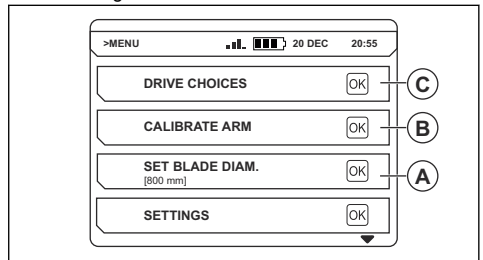 >MENU 20 DEC 20:55
DRIVE CHOICES OK C
CALIBRATE ARM OK B
SET BLADE DIAM. OK A
[800 mm]
SETTINGS OK